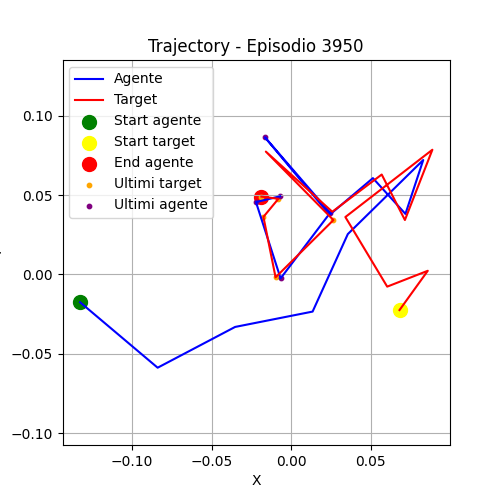 Trajectory - Episodio 3950
Agente
Target
Start agente
Start target
End agente
Ultimi target
Ultimi agente
0.10
0.05
0.00
−0.05
−0.10
−0.10
−0.05
0.00
0.05
X